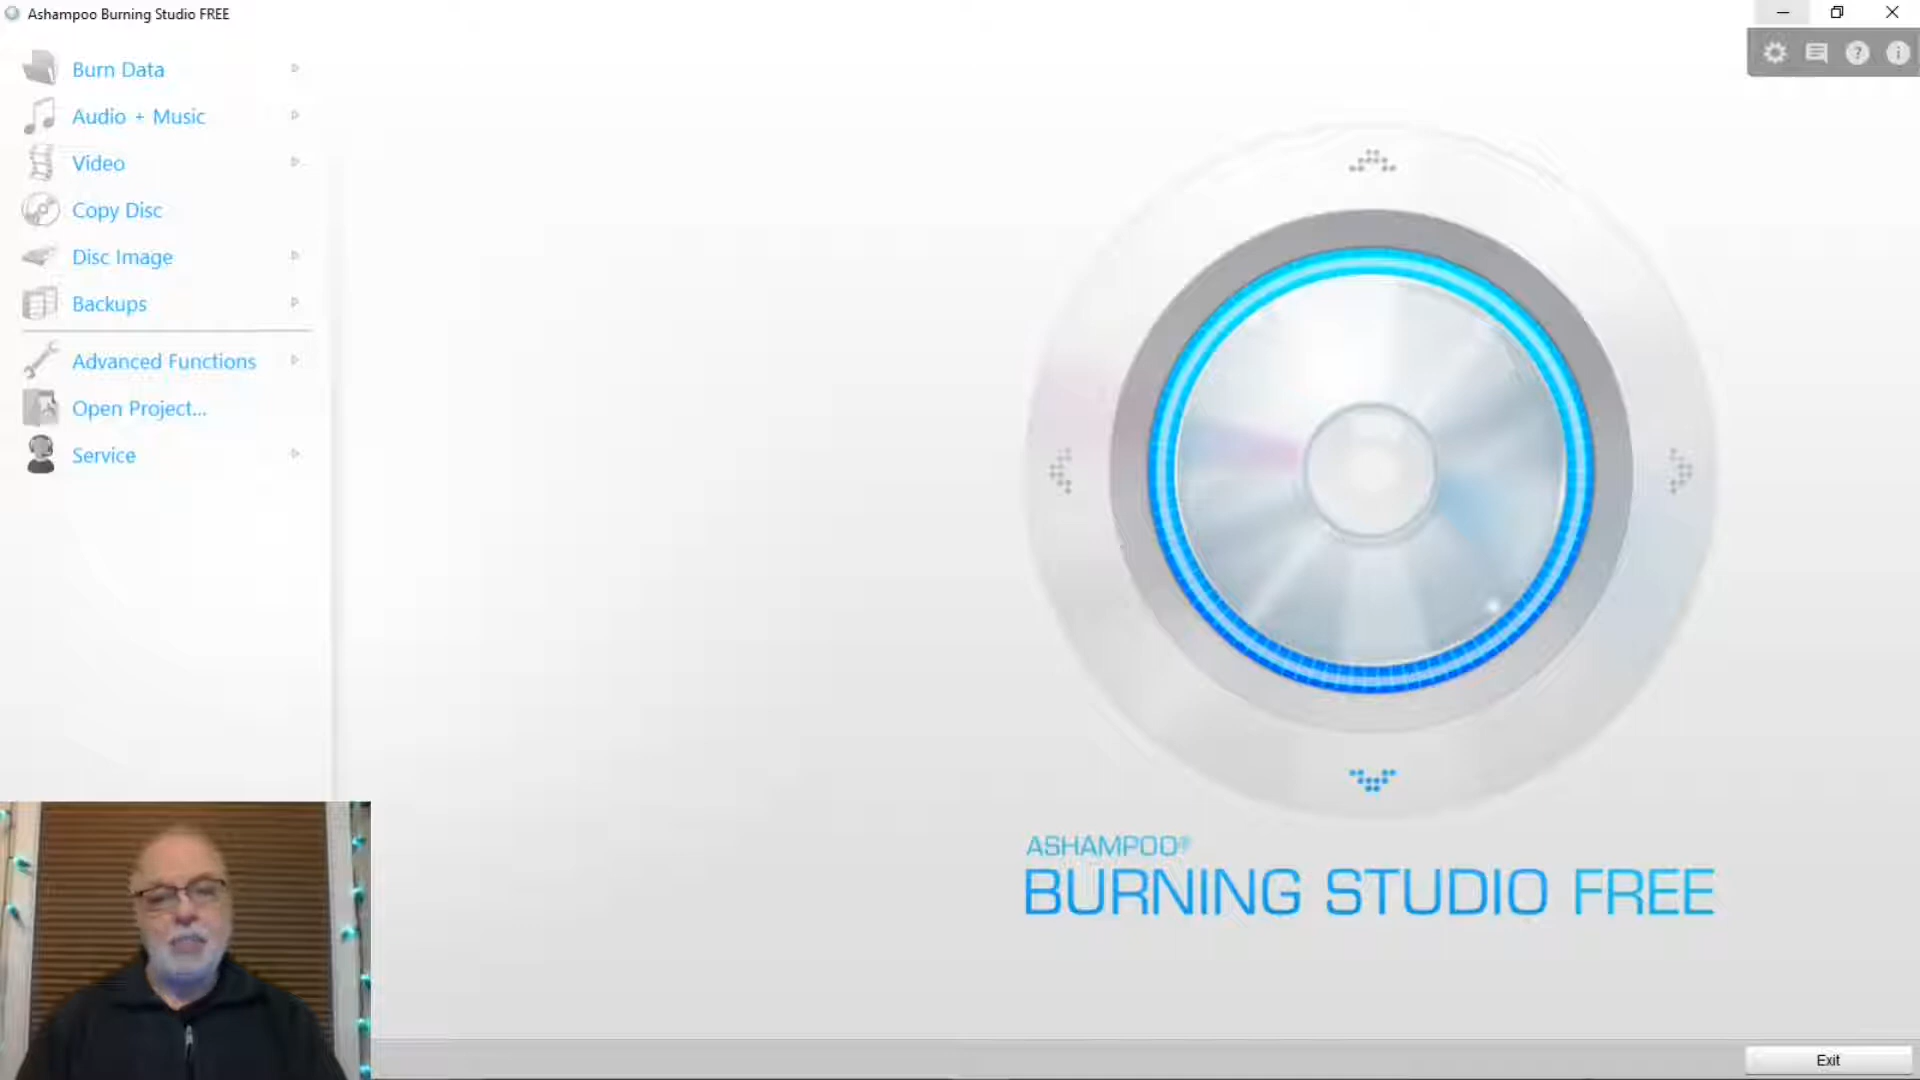 Ashampoo Burning Studio FREE
Burn Data
Audio + Music
Video
Copy Disc
Disc Image
Backups
Advanced Functions
Open Project...
Service
ASHAMPOO®
BURNING STUDIO FREE
Exit